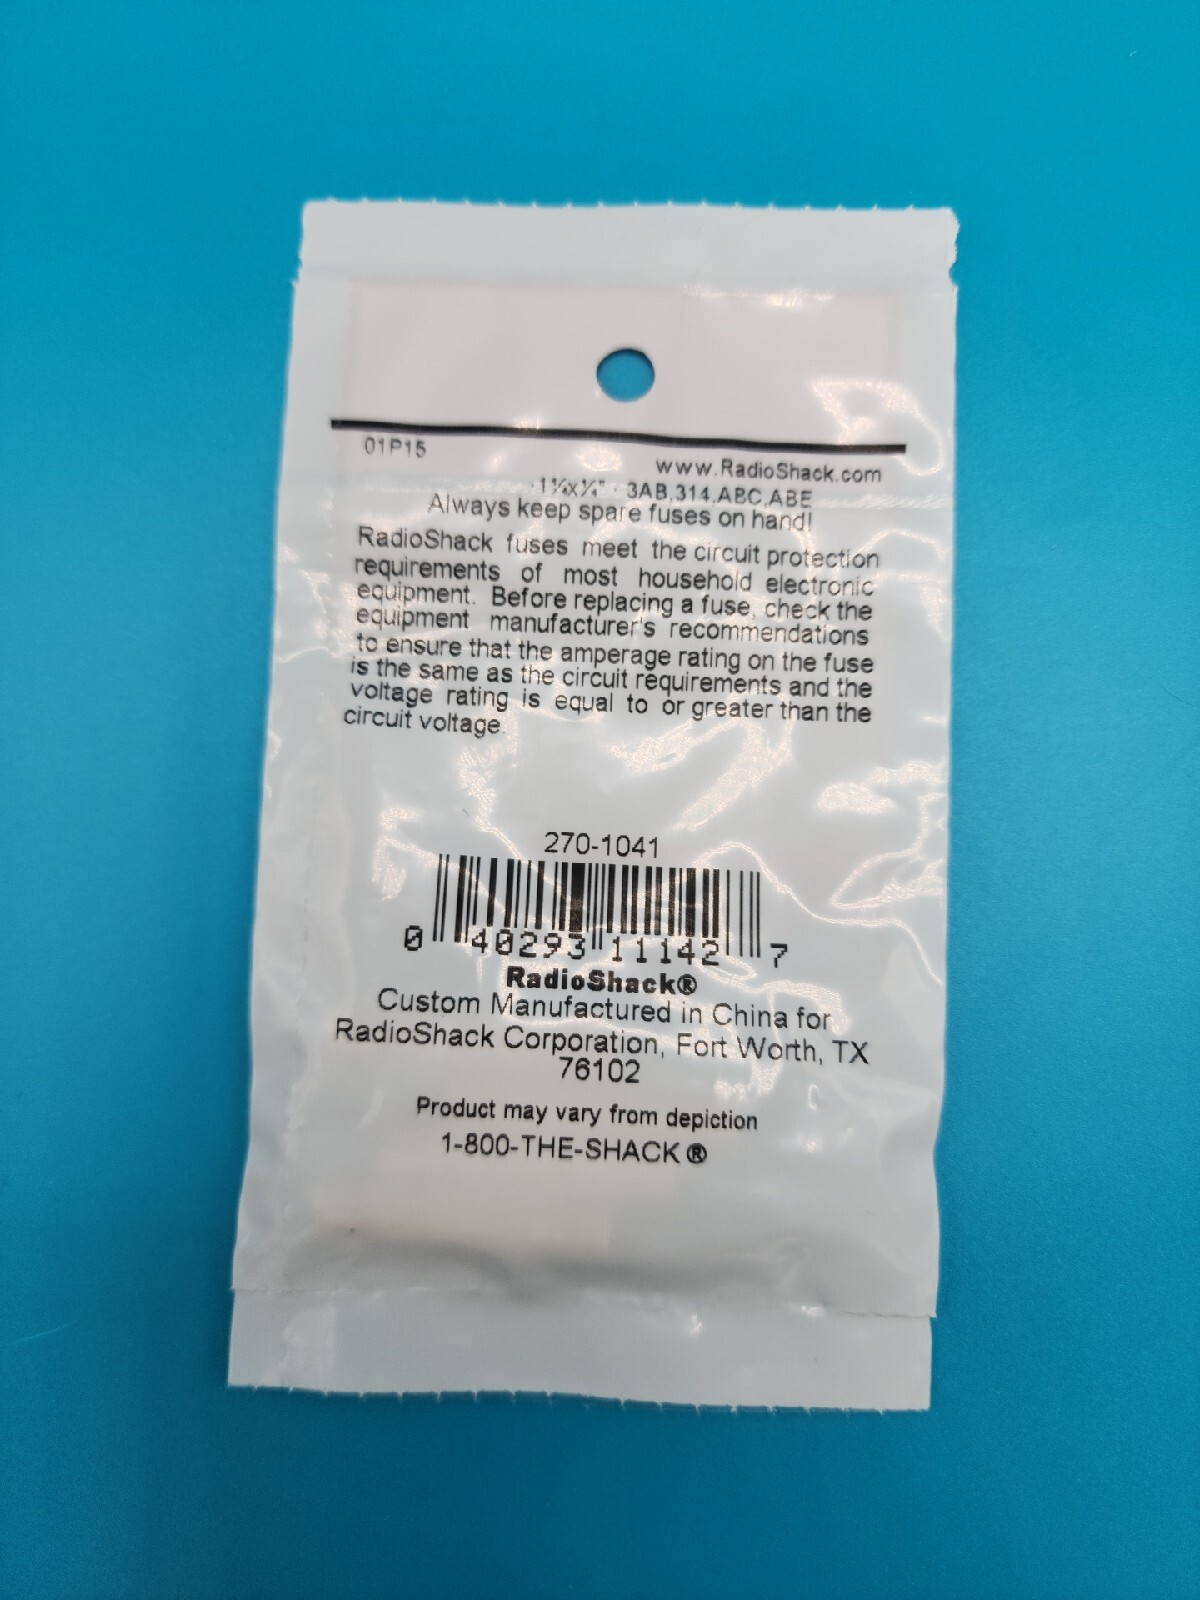 01P15
www.RadioShack.com
1¼x¼" · 3AB,314,ABC,ABE
Always keep spare fuses on hand!
RadioShack fuses meet the circuit protection
requirements of most household electronic
equipment. Before replacing a fuse, check the
equipment manufacturer's recommendations
to ensure that the amperage rating on the fuse
is the same as the circuit requirements and the
voltage rating is equal to or greater than the
circuit voltage.
270-1041
0 40293 11142 7
RadioShack®
Custom Manufactured in China for
RadioShack Corporation, Fort Worth, TX
76102
Product may vary from depiction
1-800-THE-SHACK®